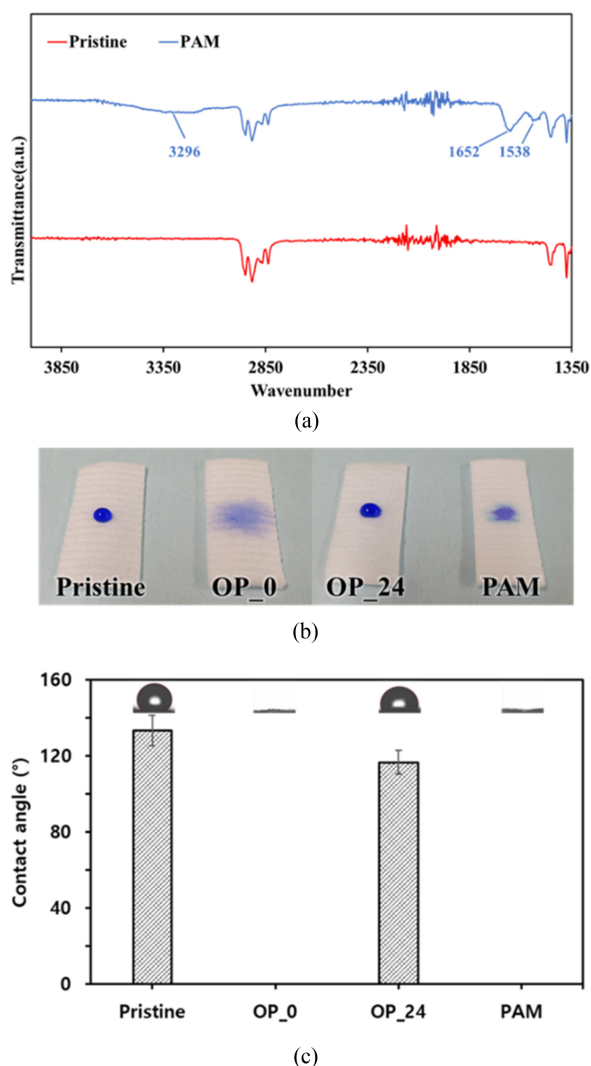 Pristine PAM
Transmittance(a.u.)
3296
1652
1538
3850 3350 2850 2350 1850 1350
Wavenumber
(a)
Pristine OP_0 OP_24 PAM
(b)
160
120
80
40
0
Contact angle (°)
Pristine OP_0 OP_24 PAM
(c)